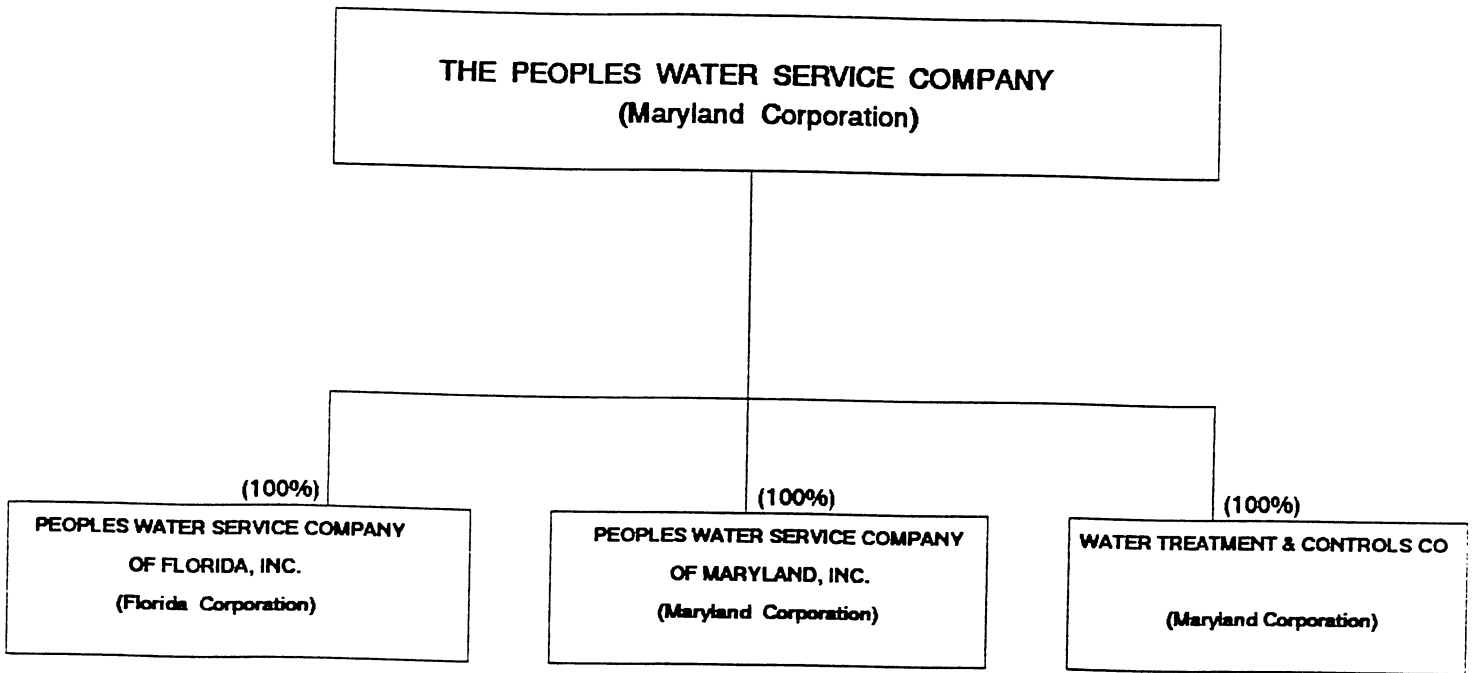 THE PEOPLES WATER SERVICE COMPANY
(Maryland Corporation)
(100%)
PEOPLES WATER SERVICE COMPANY
OF FLORIDA, INC.
(Florida Corporation)
(100%)
PEOPLES WATER SERVICE COMPANY
OF MARYLAND, INC.
(Maryland Corporation)
(100%)
WATER TREATMENT & CONTROLS CO
(Maryland Corporation)